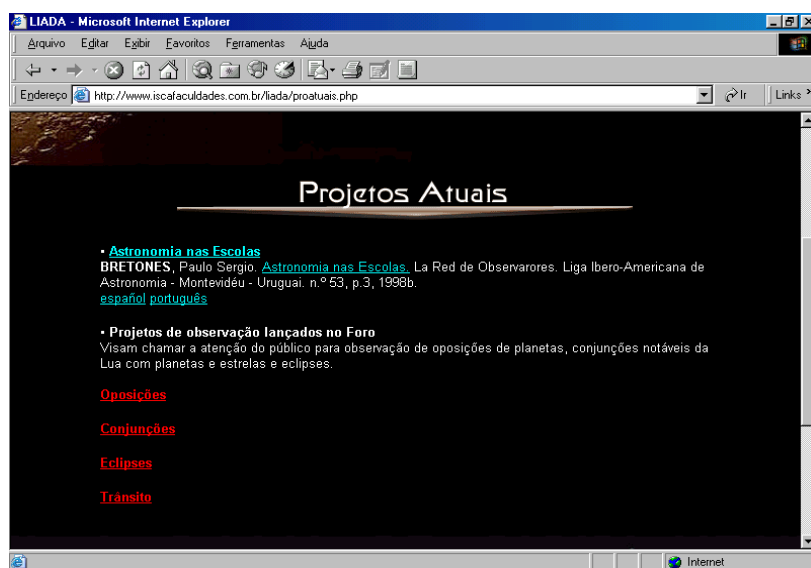 LIADA - Microsoft Internet Explorer
Arquivo Editar Exibir Favoritos Ferramentas Ajuda
Endereço http://www.iscafaculdades.com.br/liada/proatuais.php Ir Links »
Projetos Atuais
• Astronomia nas Escolas
BRETONES, Paulo Sergio. Astronomia nas Escolas. La Red de Observarores. Liga Ibero-Americana de
Astronomia - Montevidéu - Uruguai. n.º 53, p.3, 1998b.
español português
• Projetos de observação lançados no Foro
Visam chamar a atenção do público para observação de oposições de planetas, conjunções notáveis da
Lua com planetas e estrelas e eclipses.
Oposições
Conjunções
Eclipses
Trânsito
Internet